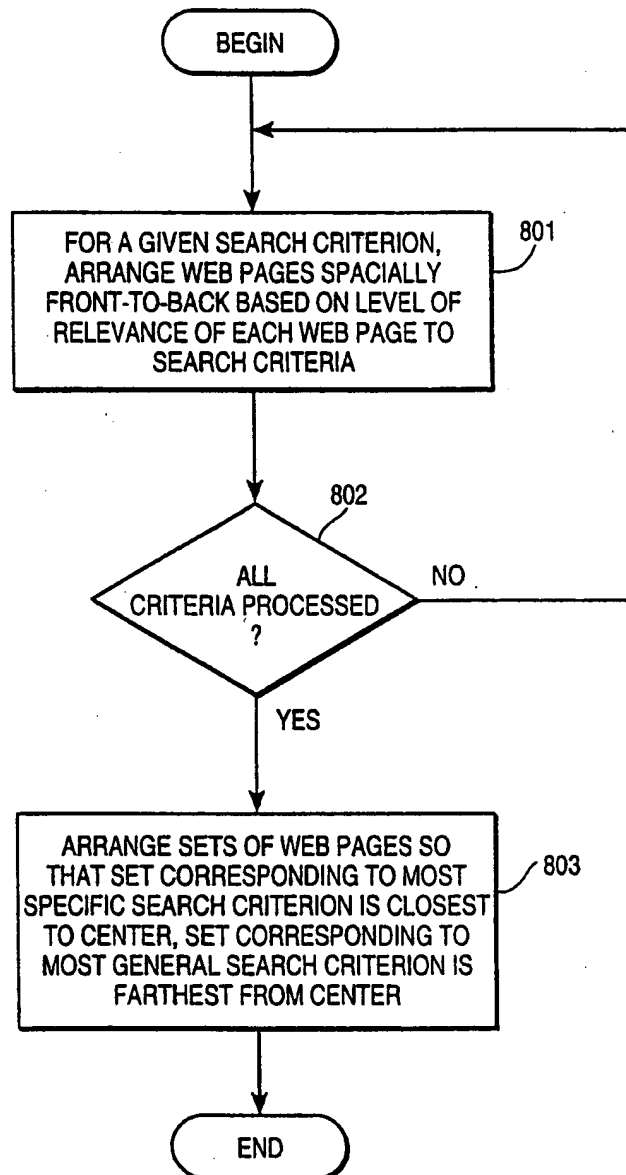 BEGIN
FOR A GIVEN SEARCH CRITERION,
ARRANGE WEB PAGES SPACIALLY
FRONT-TO-BACK BASED ON LEVEL OF
RELEVANCE OF EACH WEB PAGE TO
SEARCH CRITERIA
801
802
ALL
CRITERIA PROCESSED
?
NO
YES
ARRANGE SETS OF WEB PAGES SO
THAT SET CORRESPONDING TO MOST
SPECIFIC SEARCH CRITERION IS CLOSEST
TO CENTER, SET CORRESPONDING TO
MOST GENERAL SEARCH CRITERION IS
FARTHEST FROM CENTER
803
END